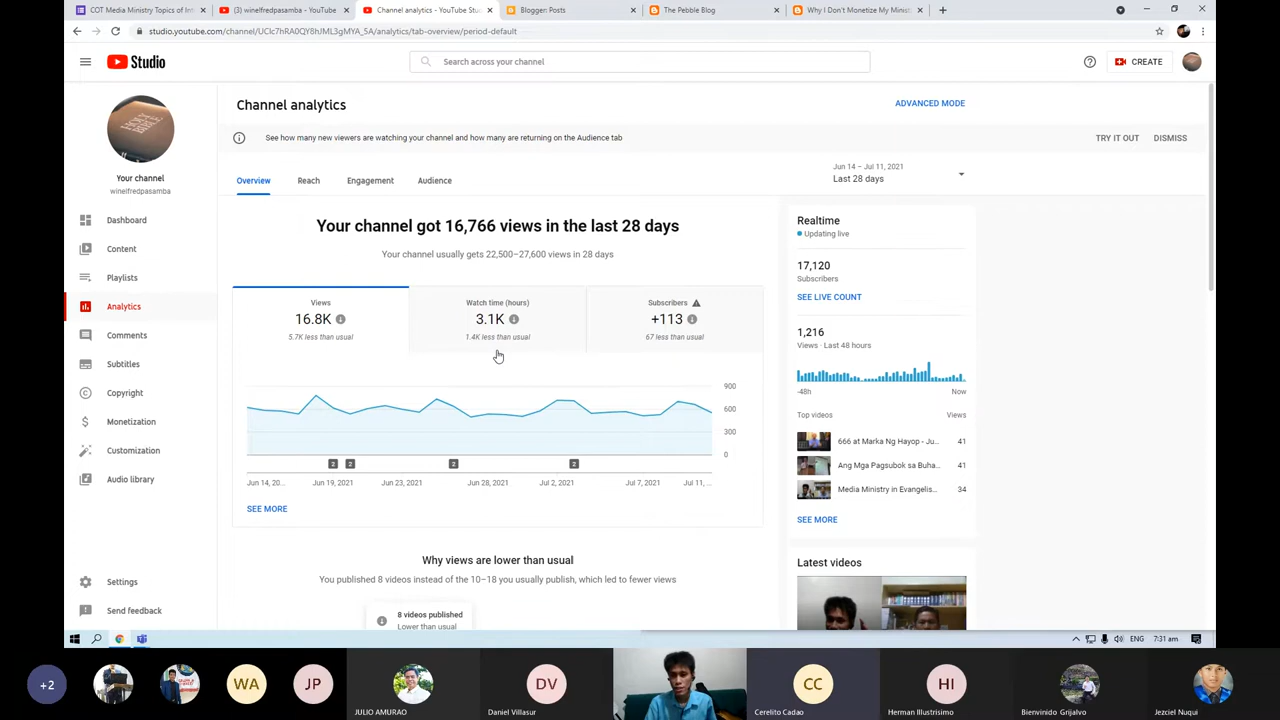 COT Media Ministry Topics of Int
(3) winelfredpasamba - YouTube
Channel analytics - YouTube Stu
Blogger: Posts
The Pebble Blog
Why I Don't Monetize My Minist
studio.youtube.com/channel/UCIc7hRA0QY8hJML3gMYA_5A/analytics/tab-overview/period-default
Studio
Search across your channel
CREATE
Channel analytics
ADVANCED MODE
See how many new viewers are watching your channel and how many are returning on the Audience tab
TRY IT OUT
DISMISS
HOLY BIBLE
Your channel
winelfredpasamba
Dashboard
Content
Playlists
Analytics
Comments
Subtitles
Copyright
Monetization
Customization
Audio library
Settings
Send feedback
Overview
Reach
Engagement
Audience
Jun 14 – Jul 11, 2021
Last 28 days
Your channel got 16,766 views in the last 28 days
Your channel usually gets 22,500–27,600 views in 28 days
Views
16.8K
5.7K less than usual
Watch time (hours)
3.1K
1.4K less than usual
Subscribers
+113
67 less than usual
900
600
300
0
2
2
2
2
Jun 14, 20...
Jun 19, 2021
Jun 23, 2021
Jun 28, 2021
Jul 2, 2021
Jul 7, 2021
Jul 11, ...
SEE MORE
Why views are lower than usual
You published 8 videos instead of the 10–18 you usually publish, which led to fewer views
8 videos published
Lower than usual
Realtime
Updating live
17,120
Subscribers
SEE LIVE COUNT
1,216
Views · Last 48 hours
-48h
Now
Top videos
Views
666 at Marka Ng Hayop - Ju...
41
Ang Mga Pagsubok sa Buha...
41
Media Ministry in Evangelis...
34
SEE MORE
Latest videos
ENG
7:31 am
+2
WA
JP
JULIO AMURAO
DV
Daniel Villasur
CC
Cerelito Cadao
HI
Herman Illustrisimo
Bienvinido Grijalvo
Jezciel Nuqui